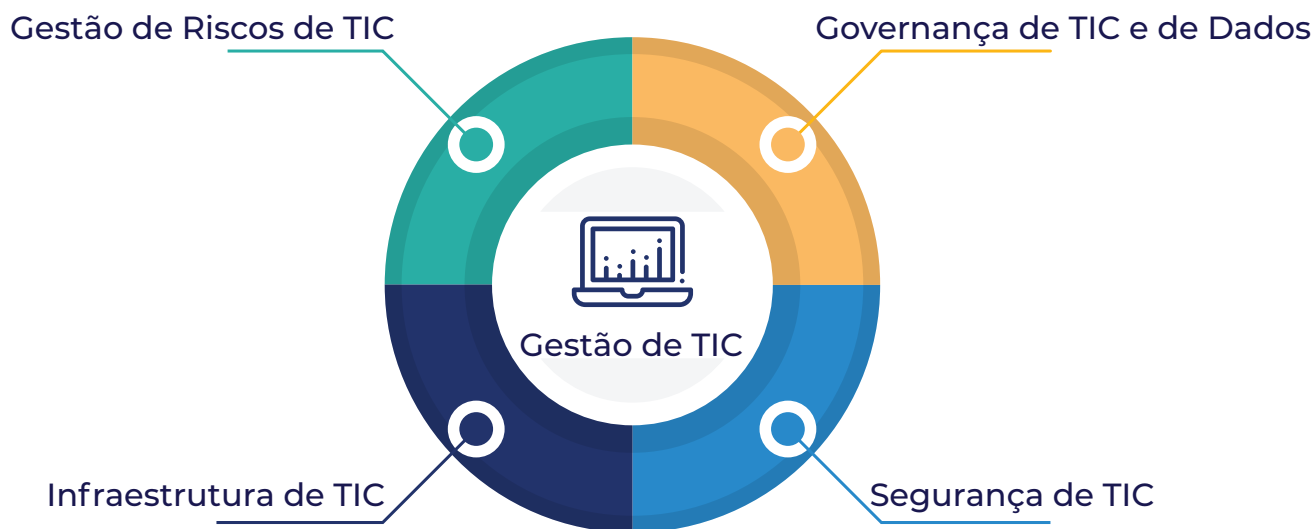 Gestão de Riscos de TIC
Governança de TIC e de Dados
Gestão de TIC
Infraestrutura de TIC
Segurança de TIC